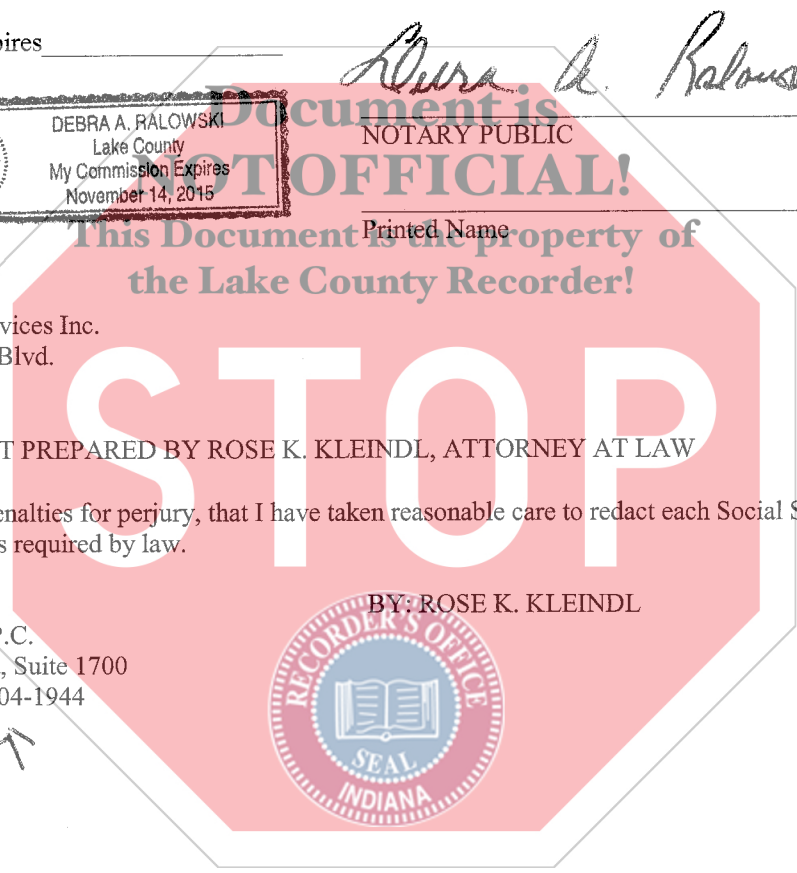 pires
Debra A. Ralows
DEBRA A. RALOWSKI
Lake County
My Commission Expires
November 14, 2015
NOTARY PUBLIC
Printed Name
Document is
NOT OFFICIAL!
This Document is the property of
the Lake County Recorder!
vices Inc.
Blvd.
STOP
T PREPARED BY ROSE K. KLEINDL, ATTORNEY AT LAW
enalties for perjury, that I have taken reasonable care to redact each Social S
s required by law.
BY: ROSE K. KLEINDL
P.C.
, Suite 1700
04-1944
RECORDER'S OFFICE
SEAL
INDIANA